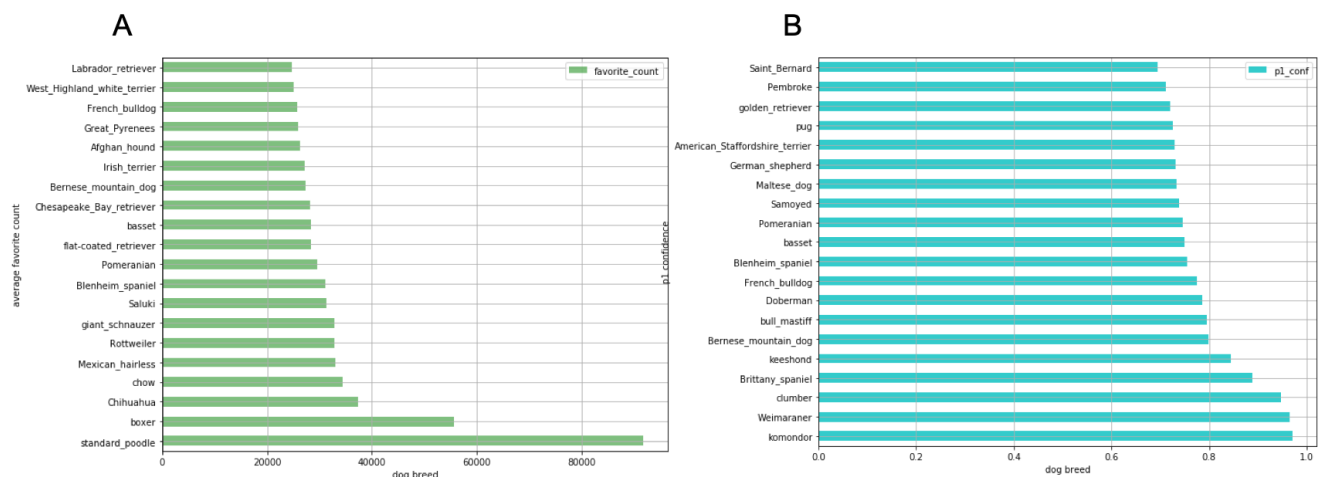 A
favorite_count
Labrador_retriever
West_Highland_white_terrier
French_bulldog
Great_Pyrenees
Afghan_hound
Irish_terrier
Bernese_mountain_dog
Chesapeake_Bay_retriever
basset
flat-coated_retriever
Pomeranian
Blenheim_spaniel
Saluki
giant_schnauzer
Rottweiler
Mexican_hairless
chow
Chihuahua
boxer
standard_poodle
average favorite count
0 20000 40000 60000 80000
dog breed
B
p1_conf
Saint_Bernard
Pembroke
golden_retriever
pug
American_Staffordshire_terrier
German_shepherd
Maltese_dog
Samoyed
Pomeranian
basset
Blenheim_spaniel
French_bulldog
Doberman
bull_mastiff
Bernese_mountain_dog
keeshond
Brittany_spaniel
clumber
Weimaraner
komondor
p1 confidence
0.0 0.2 0.4 0.6 0.8 1.0
dog breed